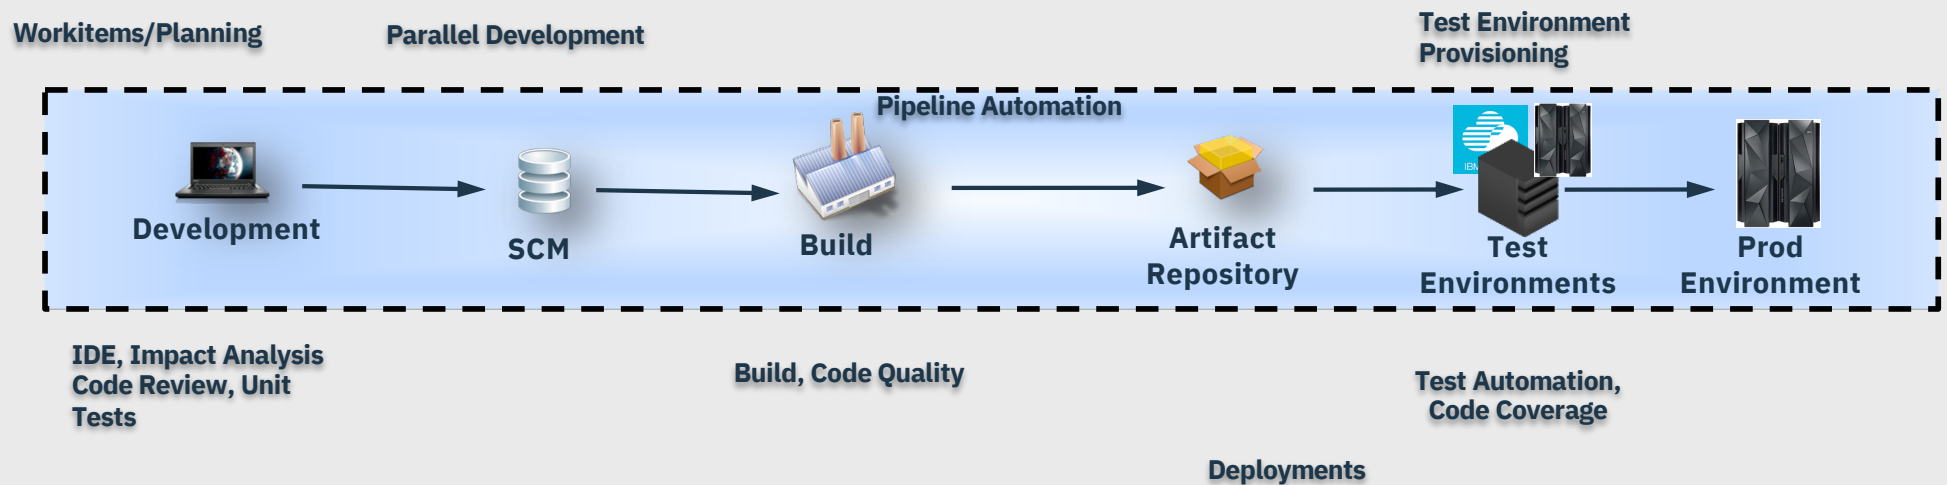 Workitems/Planning
Parallel Development
Test Environment
Provisioning
Pipeline Automation
IBM
Development
SCM
Build
Artifact
Repository
Test
Environments
Prod
Environment
IDE, Impact Analysis
Code Review, Unit
Tests
Build, Code Quality
Test Automation,
Code Coverage
Deployments